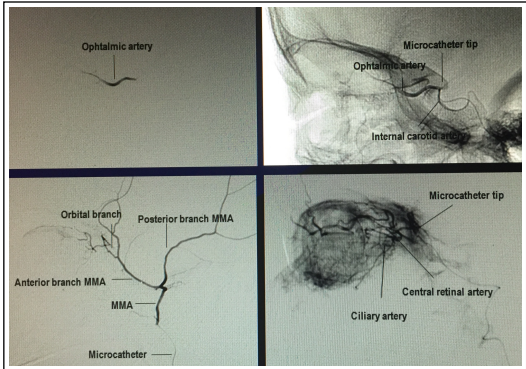 Ophtalmic artery
Microcatheter tip
Ophtalmic artery
Internal carotid artery
Orbital branch
Posterior branch MMA
Anterior branch MMA
MMA
Microcatheter
Microcatheter tip
Central retinal artery
Ciliary artery